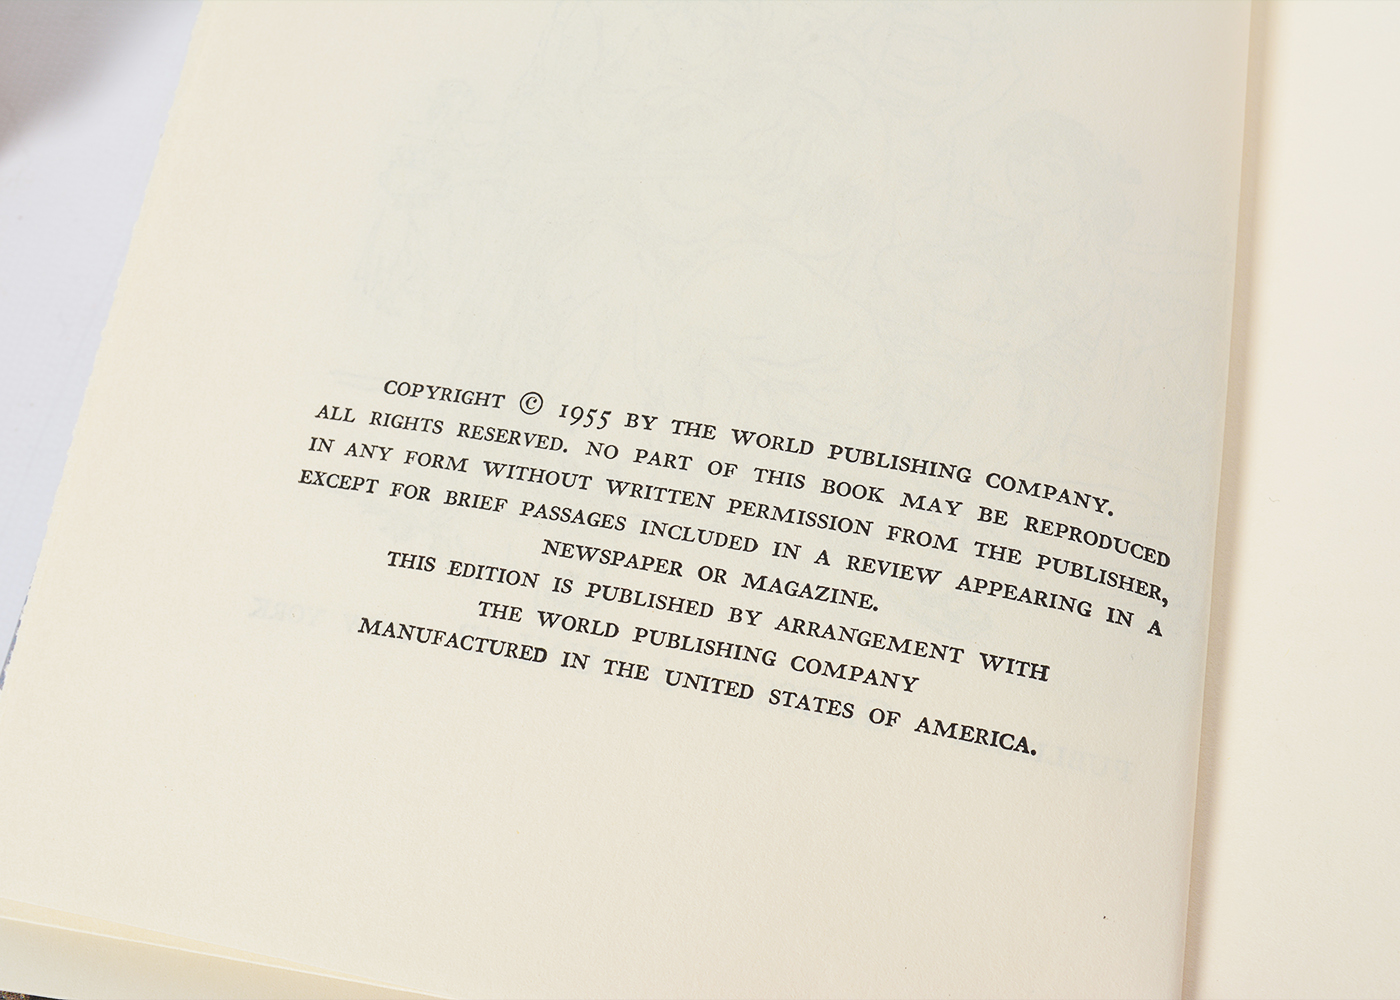 COPYRIGHT © 1955 BY THE WORLD PUBLISHING COMPANY.
ALL RIGHTS RESERVED. NO PART OF THIS BOOK MAY BE REPRODUCED
IN ANY FORM WITHOUT WRITTEN PERMISSION FROM THE PUBLISHER,
EXCEPT FOR BRIEF PASSAGES INCLUDED IN A REVIEW APPEARING IN A
NEWSPAPER OR MAGAZINE.
THIS EDITION IS PUBLISHED BY ARRANGEMENT WITH
THE WORLD PUBLISHING COMPANY
MANUFACTURED IN THE UNITED STATES OF AMERICA.